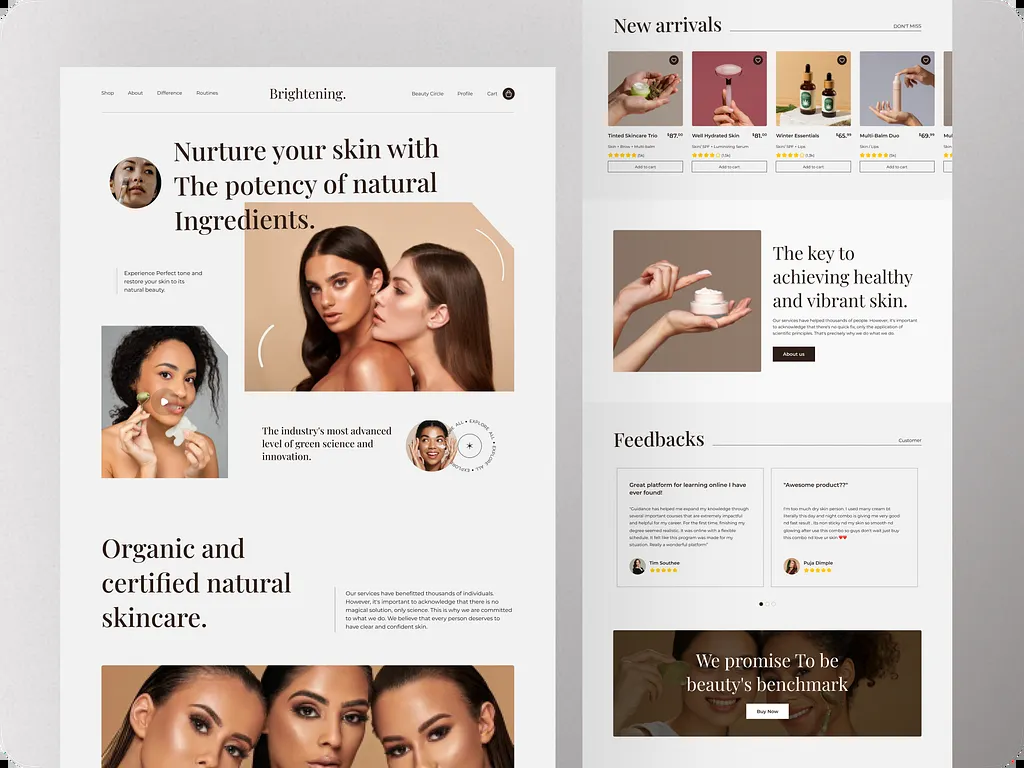 Shop About Difference Routines Brightening. Beauty Circle Profile Cart
Nurture your skin with
The potency of natural
Ingredients.
Experience Perfect tone and
restore your skin to its
natural beauty.
The industry's most advanced
level of green science and
innovation.
EXPLORE ALL • EXPLORE ALL • EXPLORE ALL
Organic and
certified natural
skincare.
Our services have benefitted thousands of individuals.
However, it's important to acknowledge that there is no
magical solution, only science. This is why we are committed
to what we do. We believe that every person deserves to
have clear and confident skin.
New arrivals
DON'T MISS
Tinted Skincare Trio $87.00
Skin + Brow + Multi-balm
Add to cart
Well Hydrated Skin $81.00
Skin/ SPF + Luminizing Serum
Add to cart
Winter Essentials $65.99
Skin/ SPF + Lips
Add to cart
Multi-Balm Duo $69.99
Skin / Lips
Add to cart
The key to
achieving healthy
and vibrant skin.
Our services have helped thousands of people. However, it's important
to acknowledge that there's no quick fix, only the application of
scientific principles. That's precisely why we do what we do.
About us
Feedbacks
Customer
Great platform for learning online I have
ever found!
"Guidance has helped me expand my knowledge through
several important courses that are extremely impactful
and helpful for my career. For the first time, finishing my
degree seemed realistic. It was online with a flexible
schedule. It felt like this program was made for my
situation. Really a wonderful platform"
Tim Southee
"Awesome product??"
I'm too much dry skin person. I used many cream bt
literally this day and night combo is giving me very good
nd fast result . By non sticky nd my skin so smooth nd
glowing after use this combo so guys don't wait just buy
this combo nd love ur skin ❤❤
Puja Dimple
We promise To be
beauty's benchmark
Buy Now